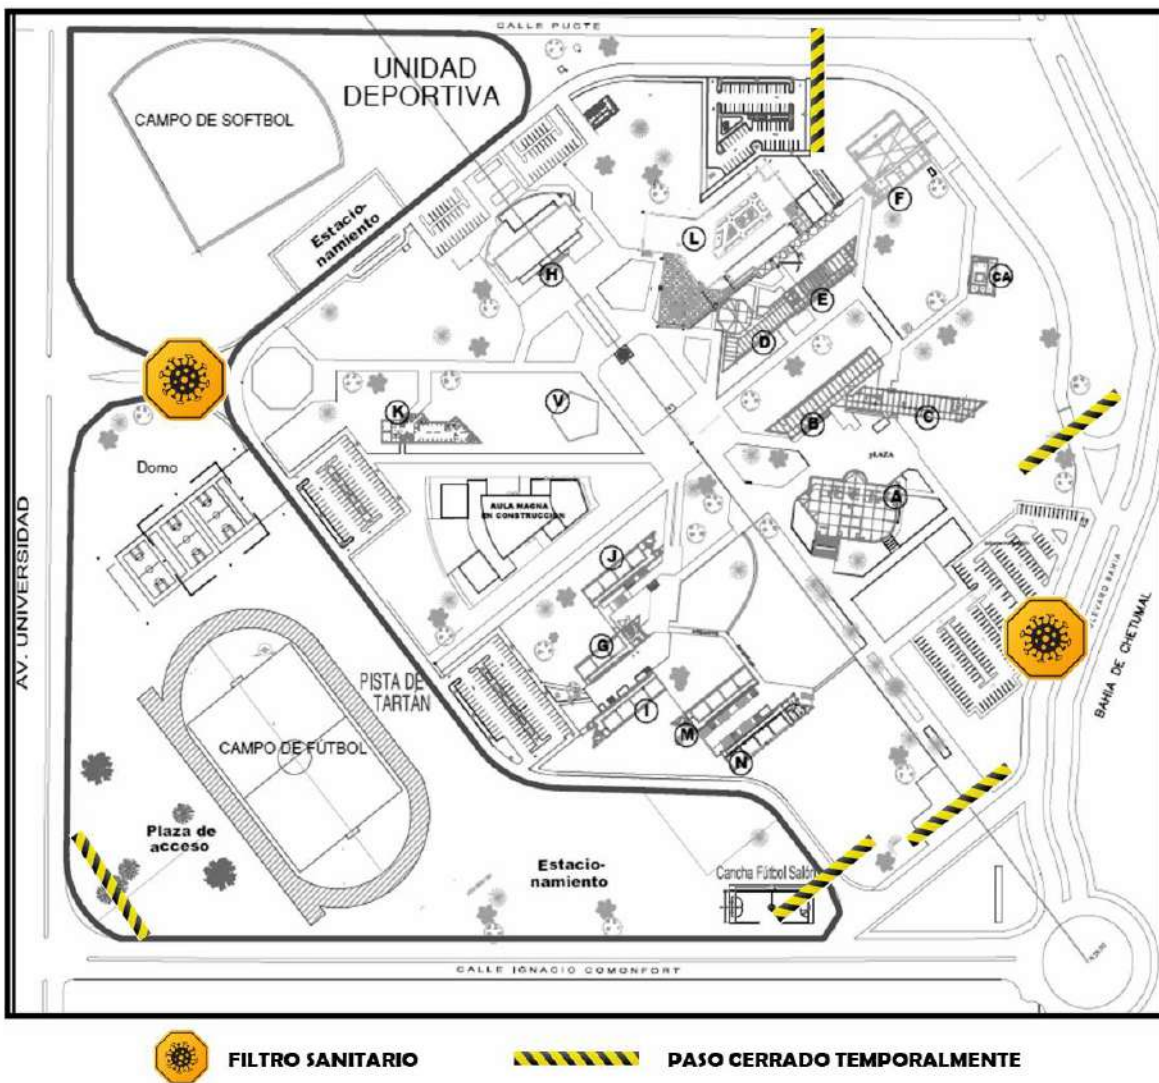 CALLE PUCTE
UNIDAD
DEPORTIVA
CAMPO DE SOFTBOL
Estacio-
namiento
F
L
H
CA
E
D
K
V
B
C
PLAZA
Domo
A
AULA MAGNA
EN CONSTRUCCION
AV. UNIVERSIDAD
J
BAHIA DE CHETUMAL
G
PISTA DE
TARTAN
I
M
N
CAMPO DE FÚTBOL
Plaza de
acceso
Estacio-
namiento
Cancha Fútbol Salón
CALLE IGNACIO COMONFORT
FILTRO SANITARIO
PASO CERRADO TEMPORALMENTE